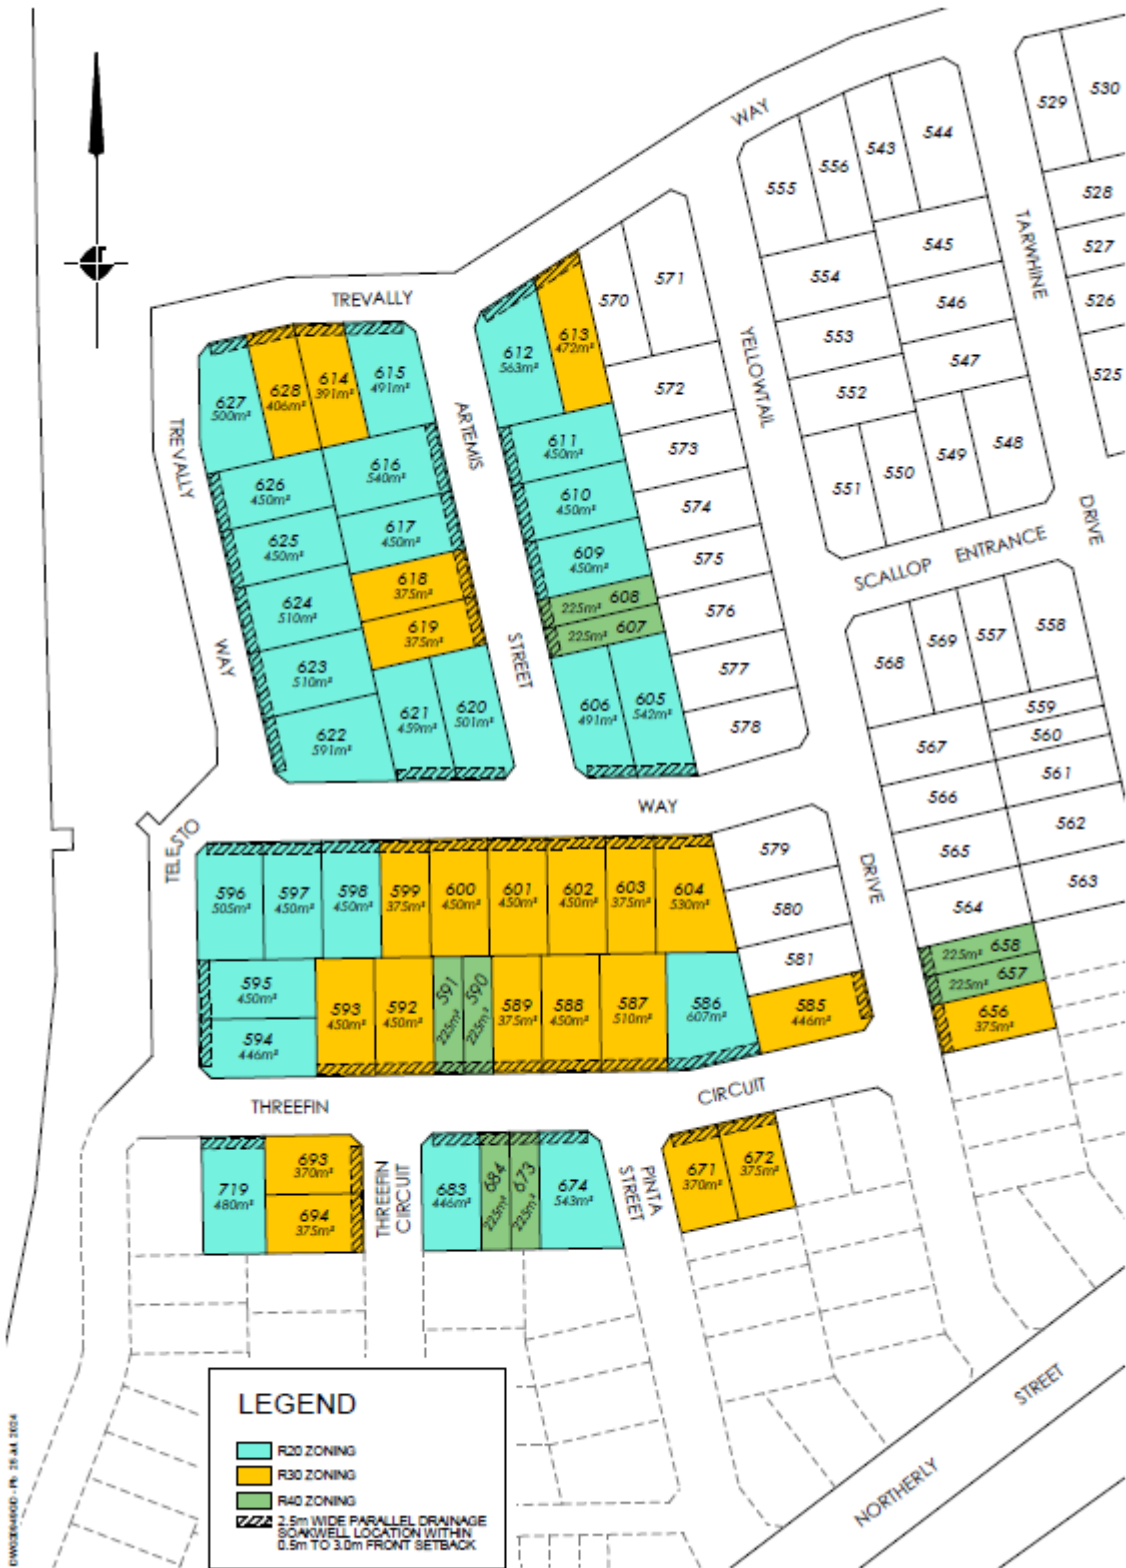 WAY
544
543
556
555
530
529
528
TARWHINE
527
526
525
545
554
546
553
547
552
548
549
550
551
DRIVE
SCALLOP ENTRANCE
TREVALLY
571
570
613
472m²
612
563m²
572
YELLOWTAIL
573
574
575
576
577
578
615
491m²
614
391m²
628
406m²
627
500m²
TREVALLY
ARTEMIS
616
540m²
626
450m²
617
450m²
625
450m²
618
375m²
624
510m²
619
375m²
623
510m²
WAY
622
591m²
621
459m²
620
501m²
STREET
611
450m²
610
450m²
609
450m²
225m² 608
225m² 607
606
491m²
605
542m²
558
557
569
568
559
560
567
561
566
562
565
563
564
225m² 658
225m² 657
656
375m²
WAY
TELESTO
DRIVE
579
580
581
585
446m²
596
505m²
597
450m²
598
450m²
599
375m²
600
450m²
601
450m²
602
450m²
603
375m²
604
530m²
595
450m²
594
446m²
593
450m²
592
450m²
591
225m²
590
225m²
589
375m²
588
450m²
587
510m²
586
607m²
THREEFIN
CIRCUIT
719
480m²
693
370m²
694
375m²
THREEFIN
CIRCUIT
683
446m²
684
225m²
673
225m²
674
543m²
PINTA
STREET
671
370m²
672
375m²
STREET
NORTHERLY
LEGEND
R20 ZONING
R30 ZONING
R40 ZONING
2.5m WIDE PARALLEL DRAINAGE
SOAKWELL LOCATION WITHIN
0.5m TO 3.0m FRONT SETBACK